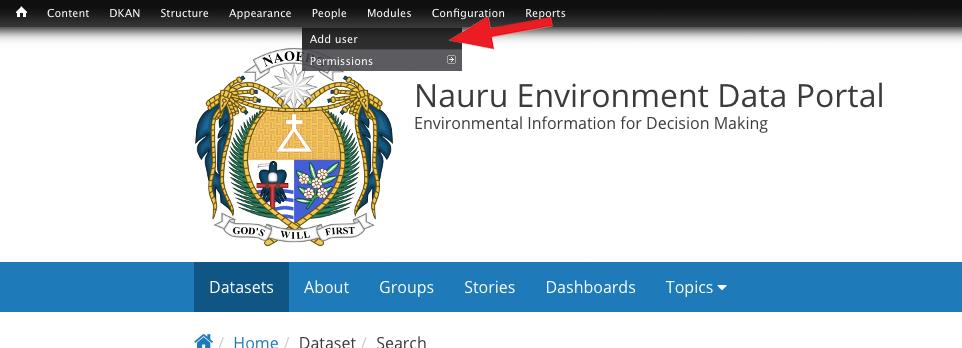 Content DKAN Structure Appearance People Modules Configuration Reports
Add user
Permissions
Nauru Environment Data Portal
Environmental Information for Decision Making
GOD'S WILL FIRST
Datasets About Groups Stories Dashboards Topics
/ Home / Dataset / Search